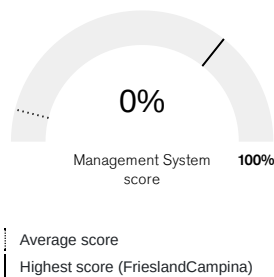 0%
Management System
score
100%
Average score
Highest score (FrieslandCampina)